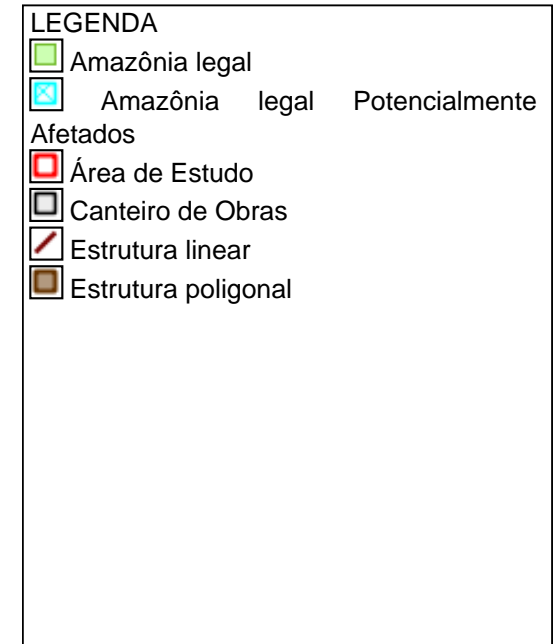 LEGENDA
Amazônia legal
Amazônia legal Potencialmente
Afetados
Área de Estudo
Canteiro de Obras
Estrutura linear
Estrutura poligonal